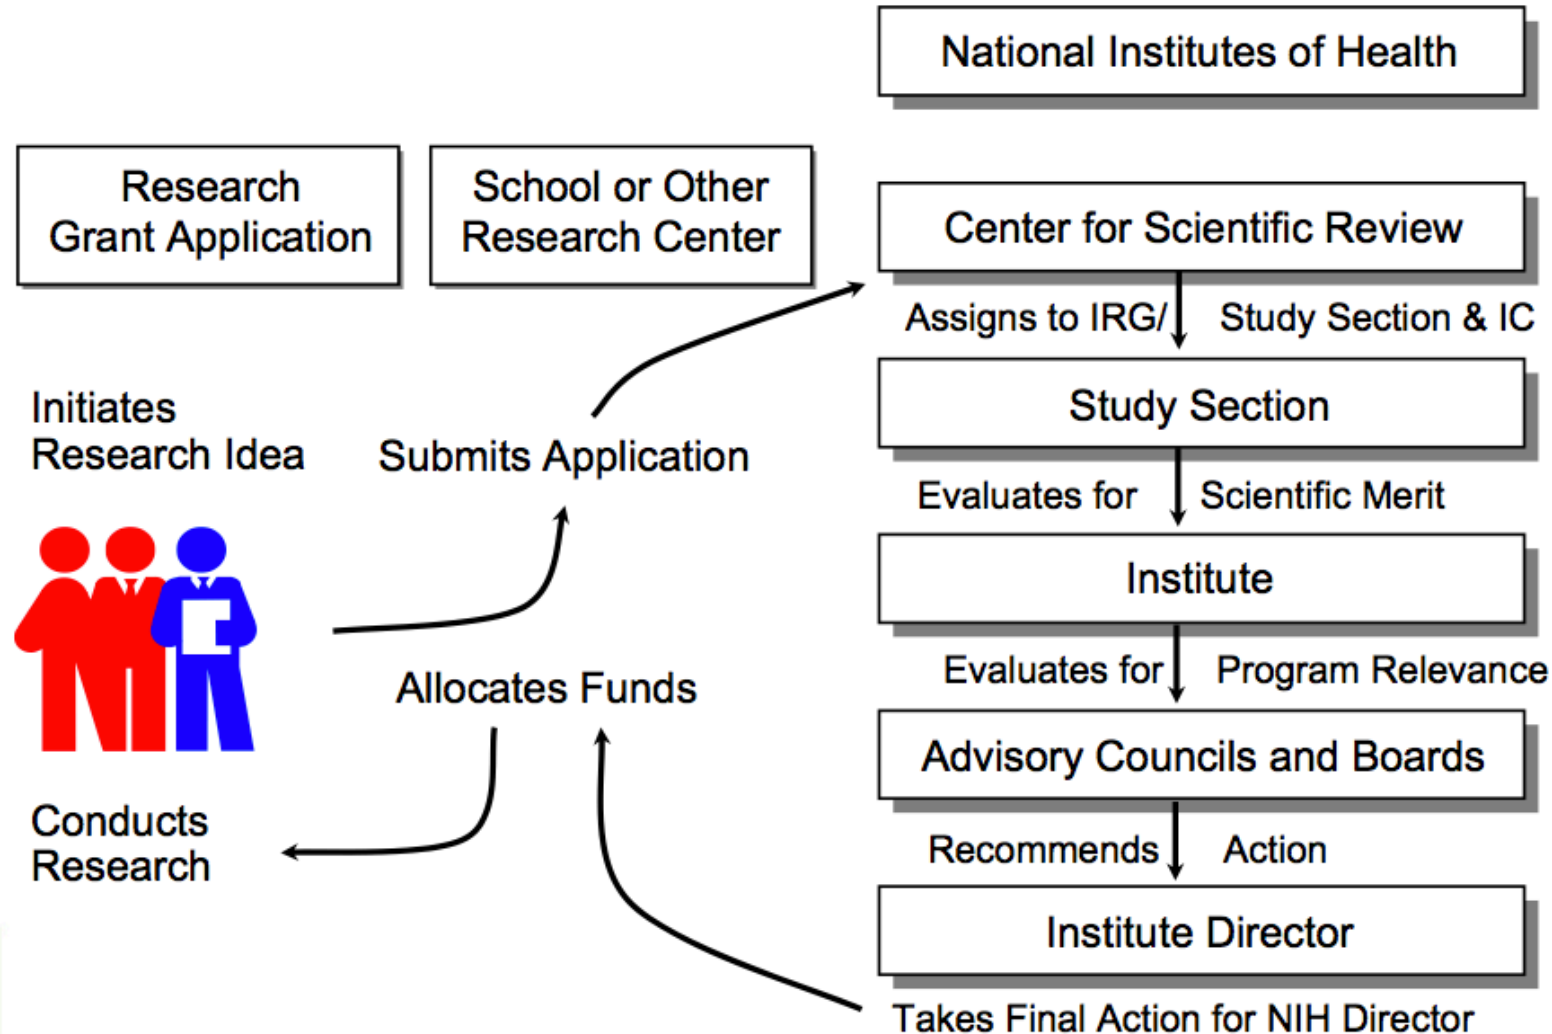 National Institutes of Health
Research
Grant Application
School or Other
Research Center
Center for Scientific Review
Assigns to IRG/ Study Section & IC
Study Section
Initiates
Research Idea
Submits Application
Evaluates for Scientific Merit
Institute
Evaluates for Program Relevance
Allocates Funds
Advisory Councils and Boards
Conducts
Research
Recommends Action
Institute Director
Takes Final Action for NIH Director